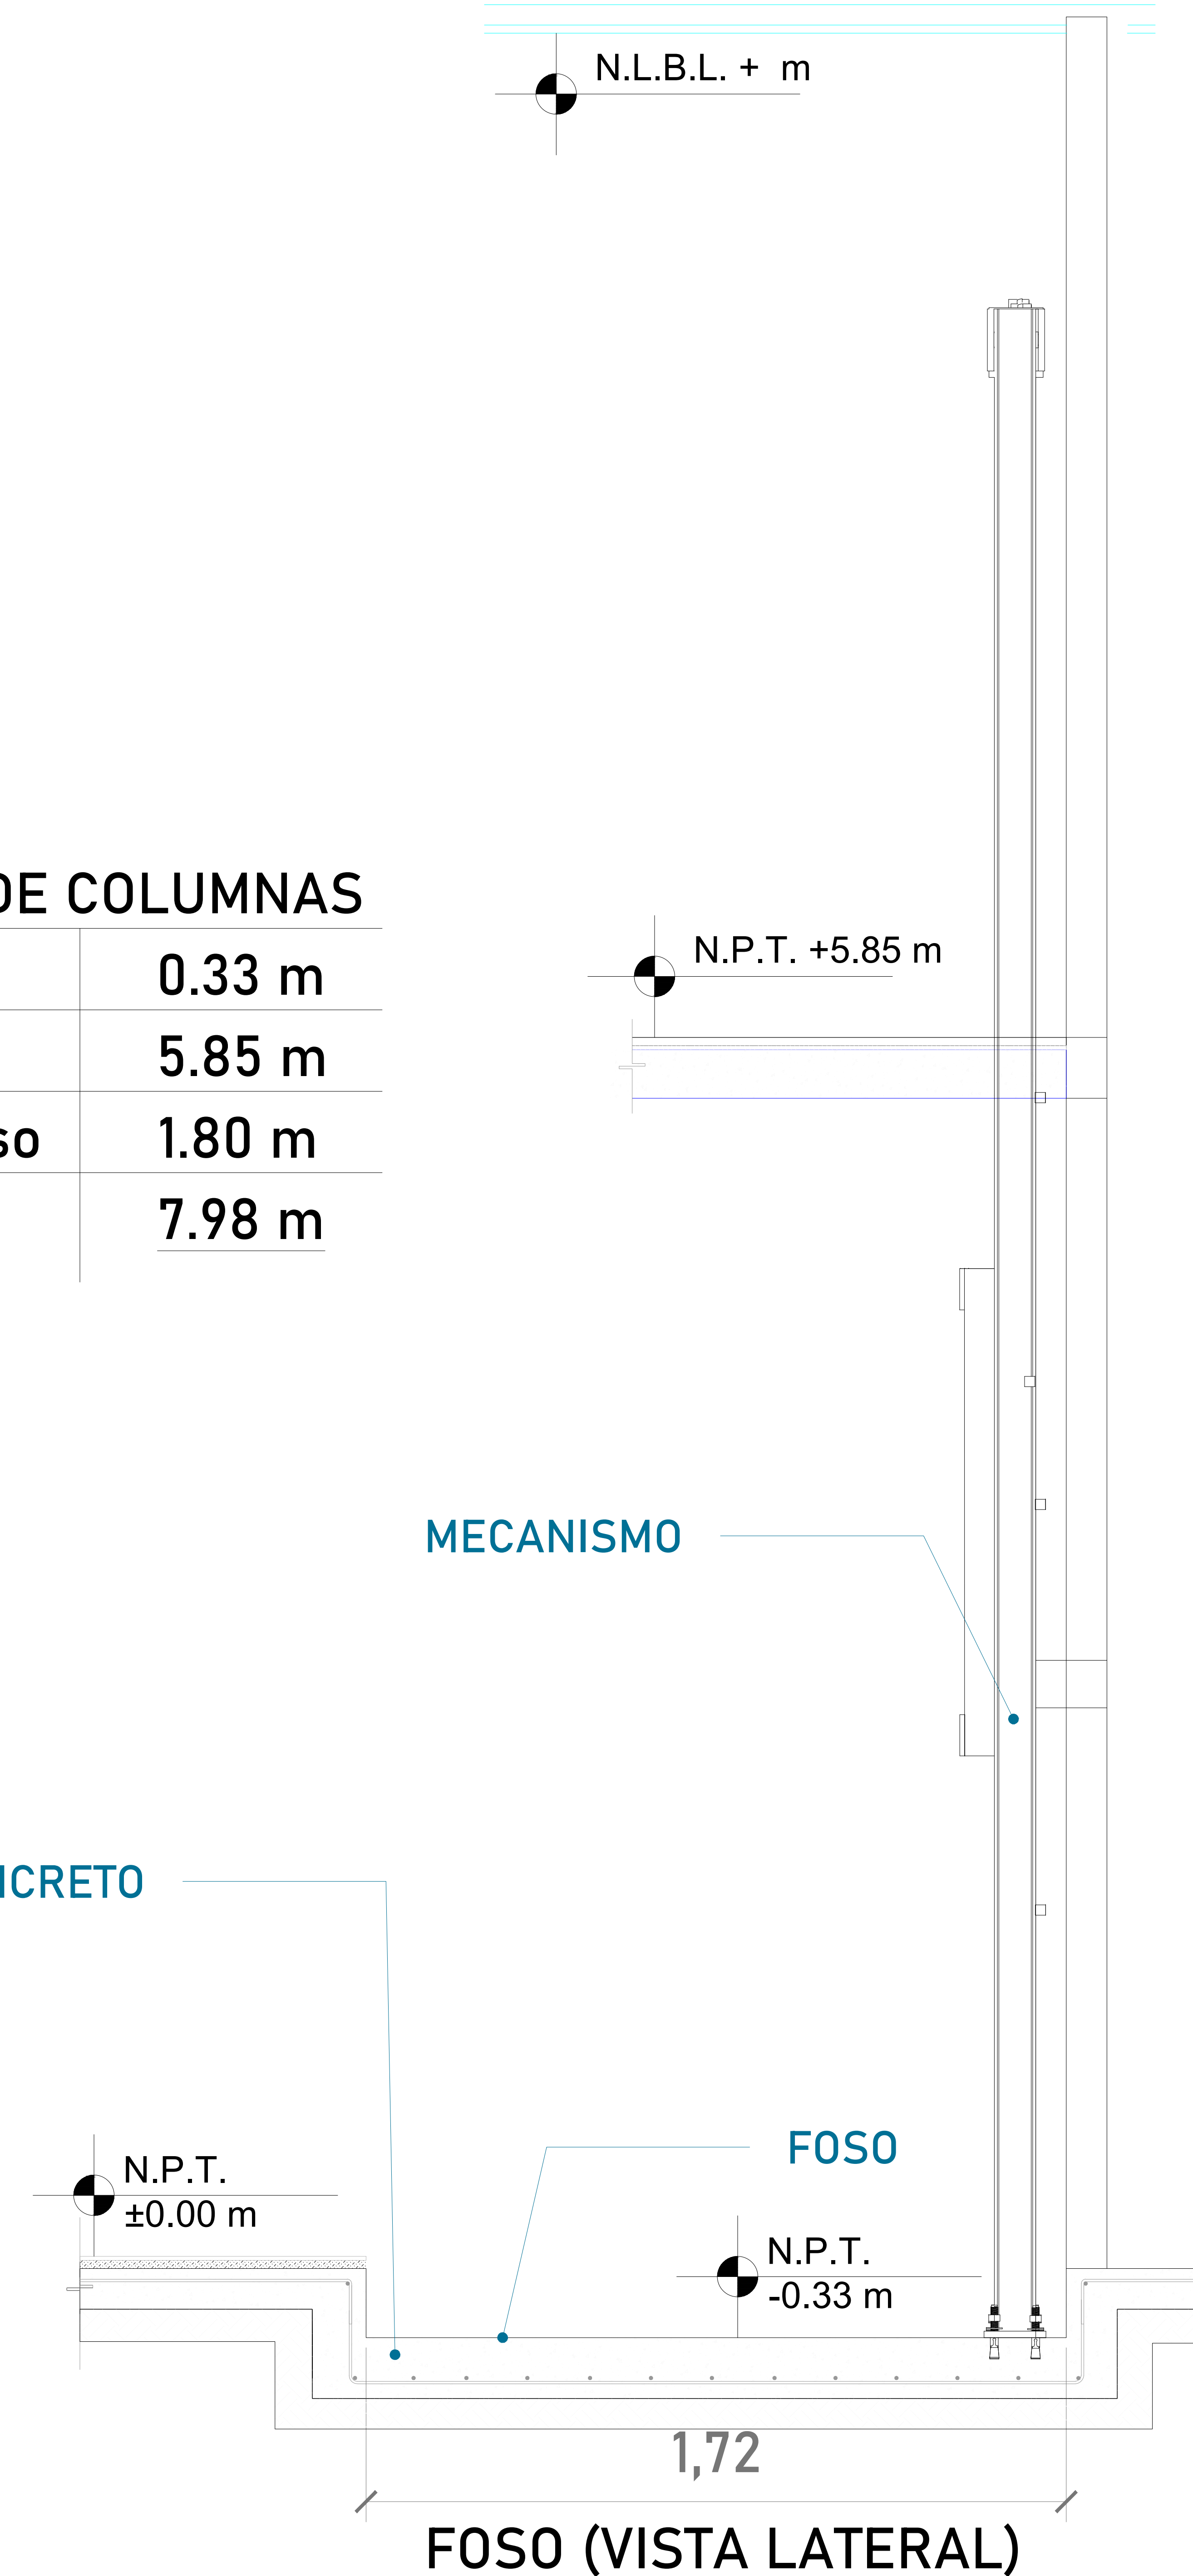 N.L.B.L. + m
DE COLUMNAS
0.33 m
5.85 m
so 1.80 m
7.98 m
N.P.T. +5.85 m
MECANISMO
CRETO
FOSO
N.P.T.
±0.00 m
N.P.T.
-0.33 m
1,72
FOSO (VISTA LATERAL)